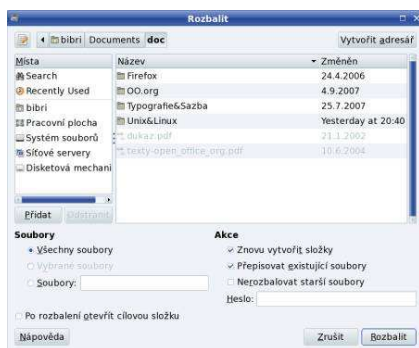 Rozbalit
bibri Documents doc Vytvořit adresář
Místa
Search
Recently Used
bibri
Pracovní plocha
Systém souborů
Síťové servery
Disketová mechani
Přidat Odstranit
Název Změněn
Firefox 24.4.2006
OO.org 4.9.2007
Typografie&Sazba 25.7.2007
Unix&Linux Yesterday at 20:40
dukaz.pdf 21.1.2002
texty-open_office_org.pdf 10.6.2004
Soubory
Všechny soubory
Vybrané soubory
Soubory:
Akce
Znovu vytvořit složky
Přepisovat existující soubory
Nerozbalovat starší soubory
Heslo:
Po rozbalení otevřít cílovou složku
Nápověda Zrušit Rozbalit